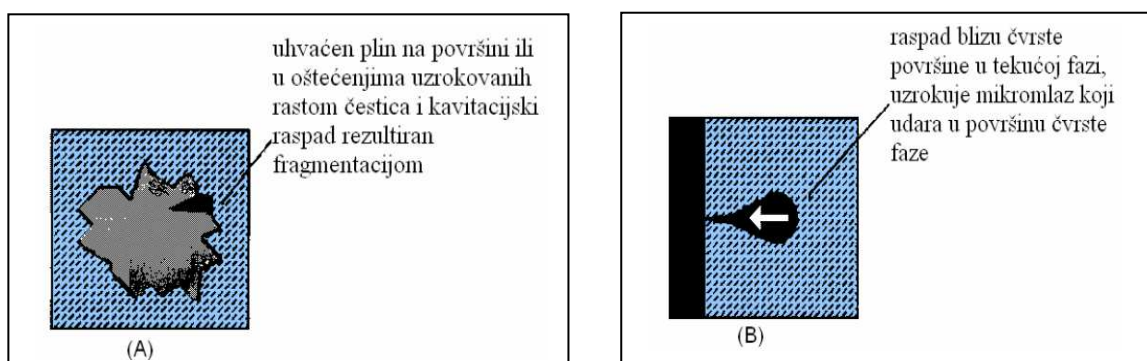 uhvaćen plin na površini ili
u oštećenjima uzrokovanih
rastom čestica i kavitacijski
raspad rezultiran
fragmentacijom
(A)
raspad blizu čvrste
površine u tekućoj fazi,
uzrokuje mikromlaz koji
udara u površinu čvrste
faze
(B)